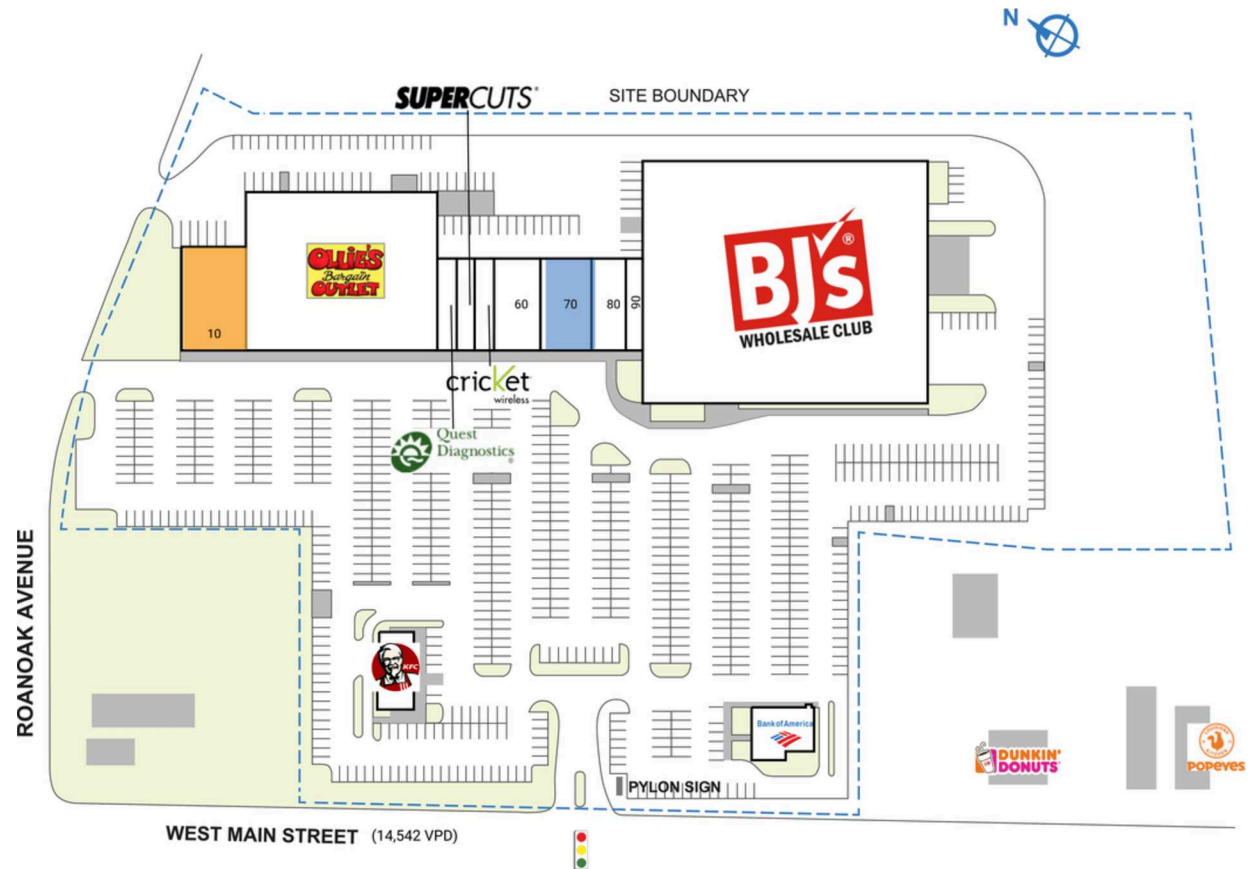 N
SUPERCUTS®
SITE BOUNDARY
OLLIE'S
Bargain
OUTLET
BJ's®
WHOLESALE CLUB
10
60
70
80
90
cricket
wireless
Quest
Diagnostics®
ROANOAK AVENUE
KFC
Bank of America
PYLON SIGN
DUNKIN'
DONUTS
POPEYES
WEST MAIN STREET (14,542 VPD)